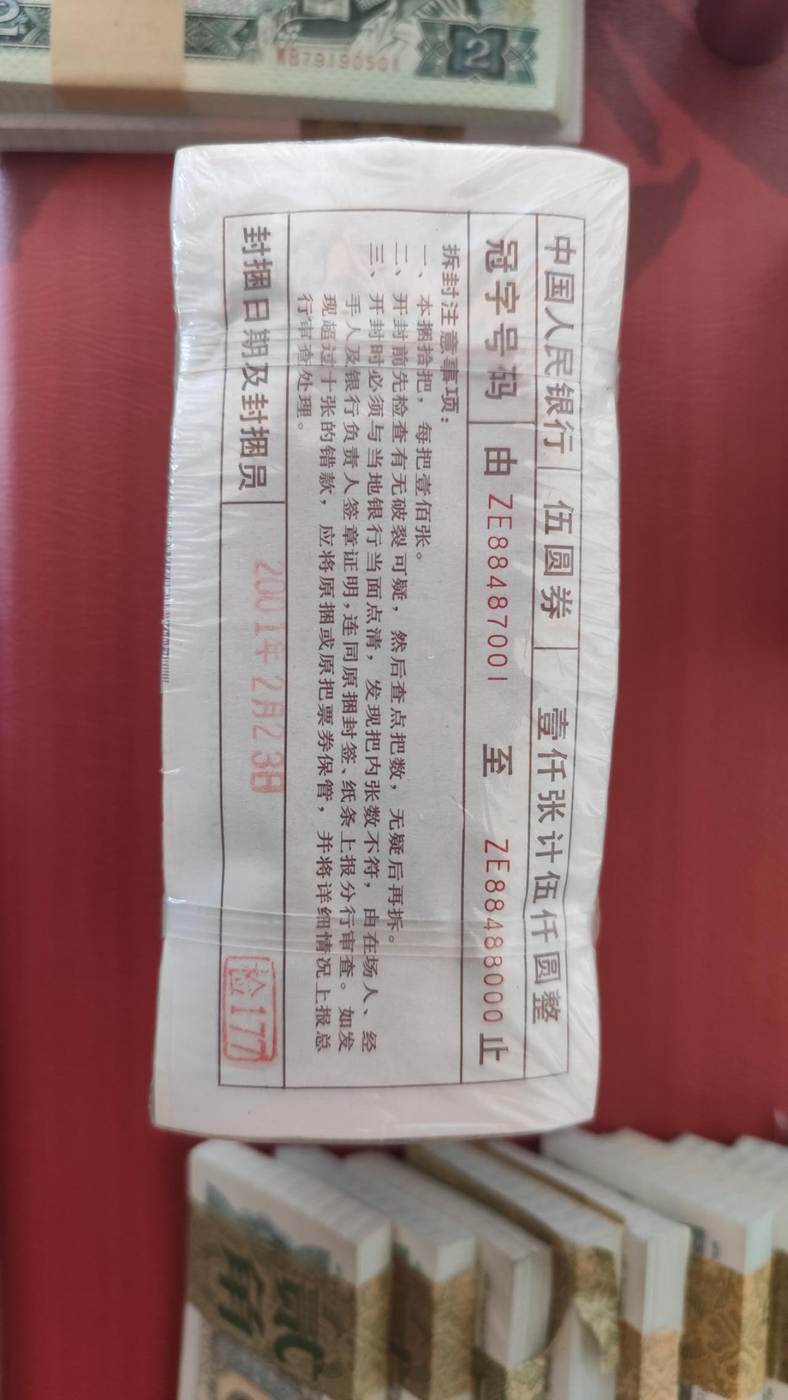 2
WB79190501
2
中国人民银行 伍圆券 壹仟张计伍仟圆整
冠字号码 由 ZE88487001 至 ZE88488000 止
拆封注意事项：
一、本捆拾把，每把壹佰张。
二、开封前先检查有无破裂可疑，然后查点把数，无疑后再拆。
三、开封时必须与当地银行当面点清，发现把内张数不符，由在场人、经
手人及银行负责人签章证明，连同原捆封签、纸条上报分行审查。如发
现超过十张的错款，应将原捆或原把票券保管，并将详细情况上报总
行审查处理。
封捆日期及封捆员 2001年2月23日 检177
贰角